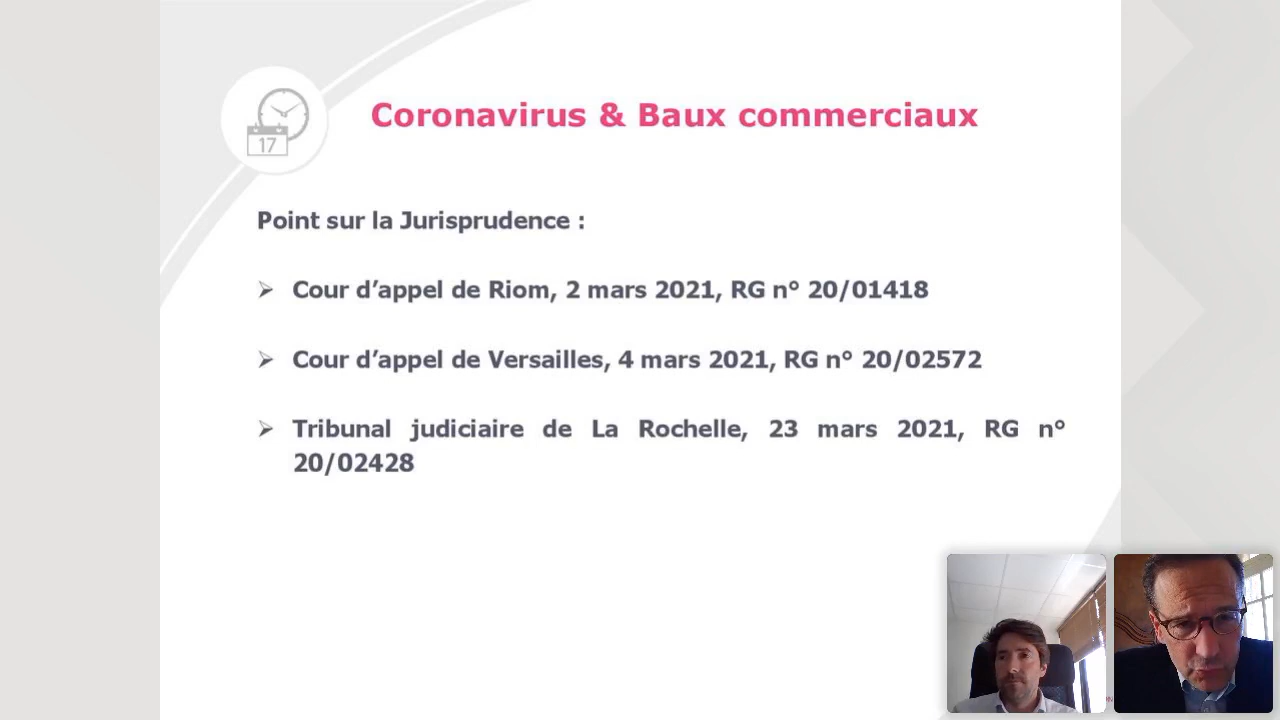 Coronavirus & Baux commerciaux
17
Point sur la Jurisprudence :
Cour d’appel de Riom, 2 mars 2021, RG n° 20/01418
Cour d’appel de Versailles, 4 mars 2021, RG n° 20/02572
Tribunal judiciaire de La Rochelle, 23 mars 2021, RG n°
20/02428